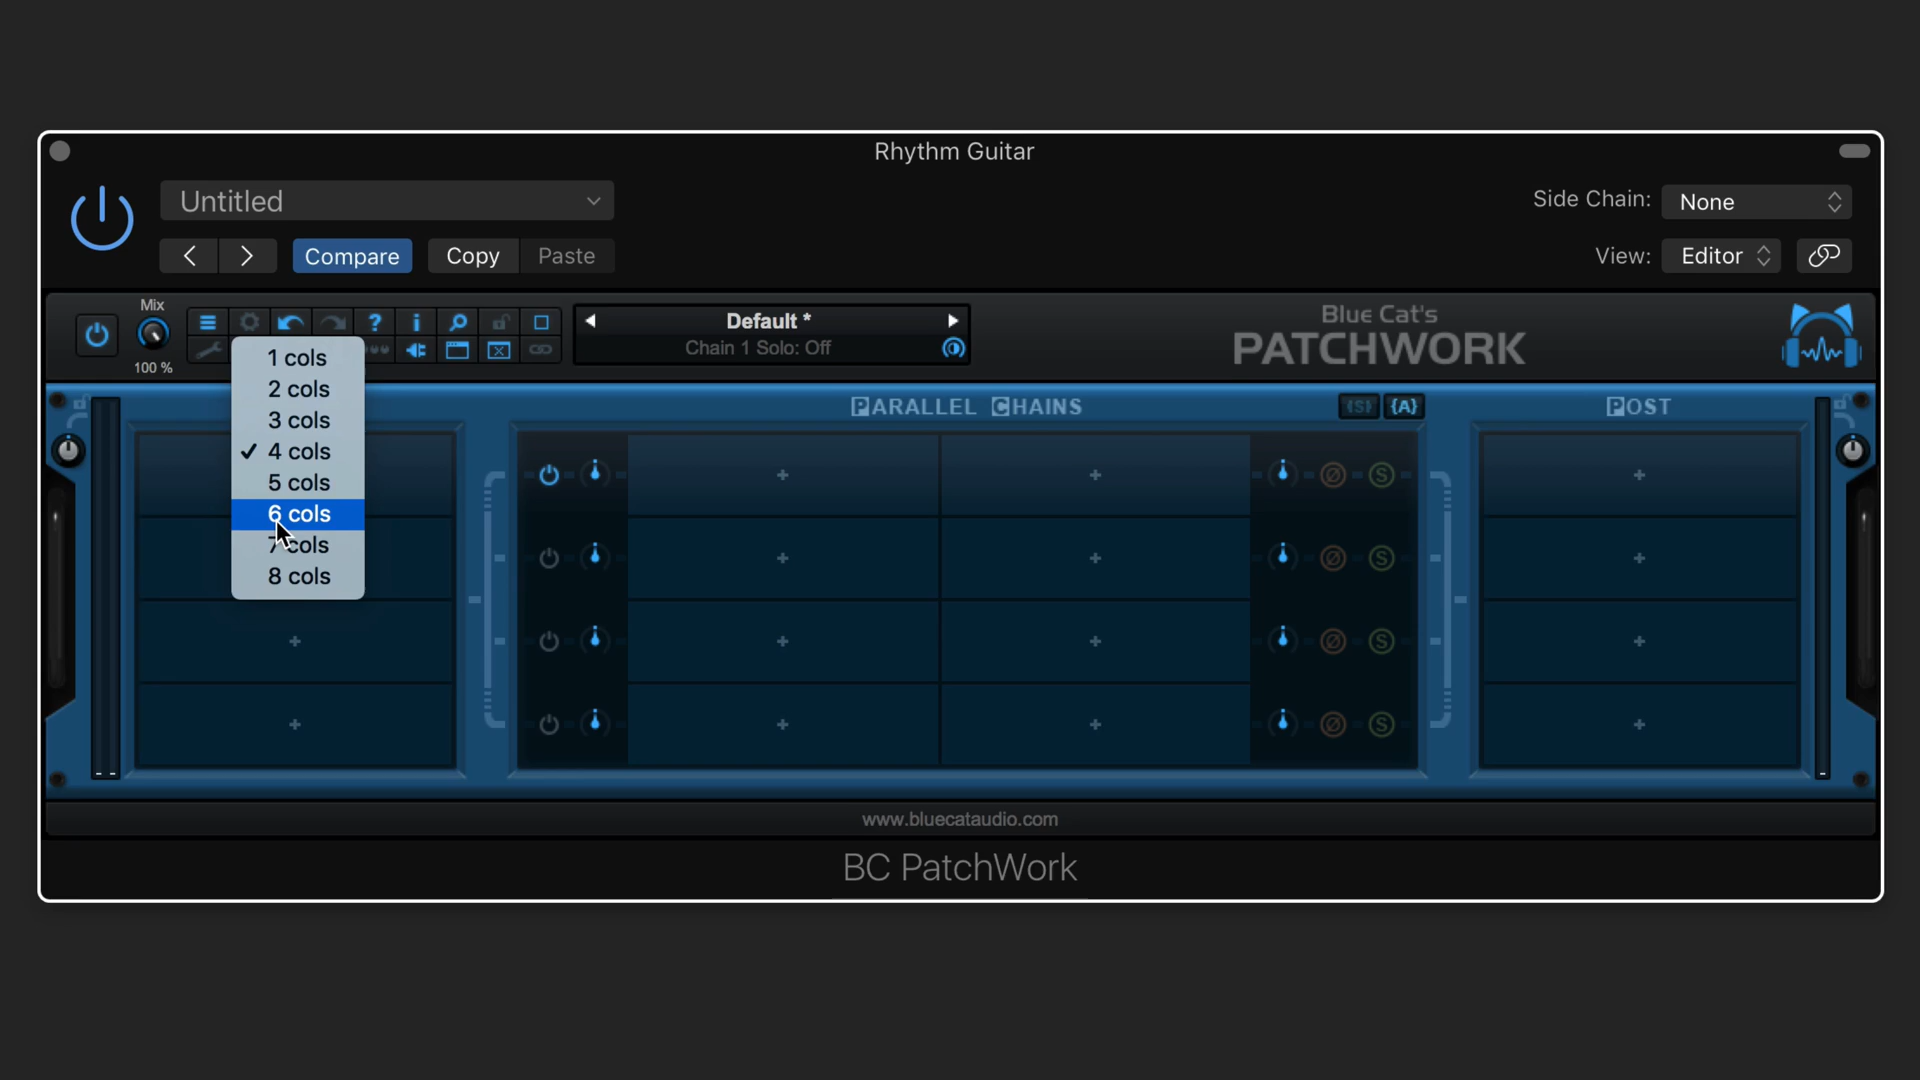 Rhythm Guitar
Untitled
Side Chain: None
Compare Copy Paste
View: Editor
Mix
100 %
Default *
Chain 1 Solo: Off
Blue Cat's
PATCHWORK
1 cols
2 cols
3 cols
✓ 4 cols
5 cols
6 cols
7 cols
8 cols
PARALLEL CHAINS
{S} {A}
POST
S
S
S
S
www.bluecataudio.com
BC PatchWork